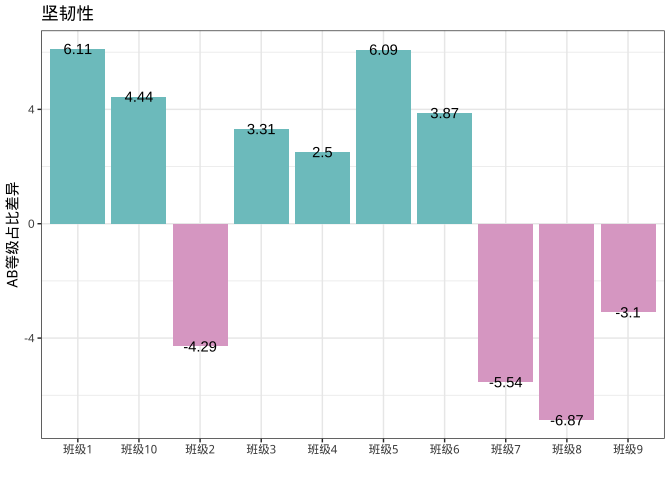 坚韧性
AB等级占比差异
4
0
-4
6.11
4.44
-4.29
3.31
2.5
6.09
3.87
-5.54
-6.87
-3.1
班级1
班级10
班级2
班级3
班级4
班级5
班级6
班级7
班级8
班级9